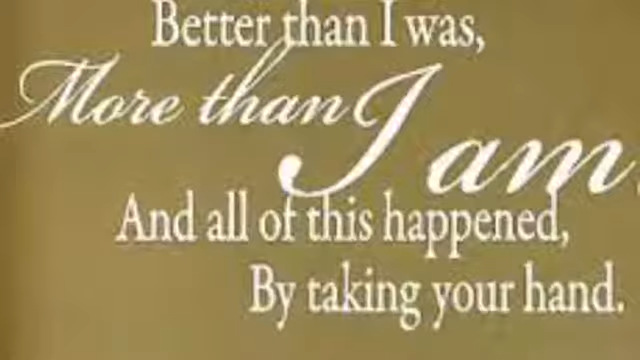 Better than I was,
More than I am
And all of this happened,
By taking your hand.